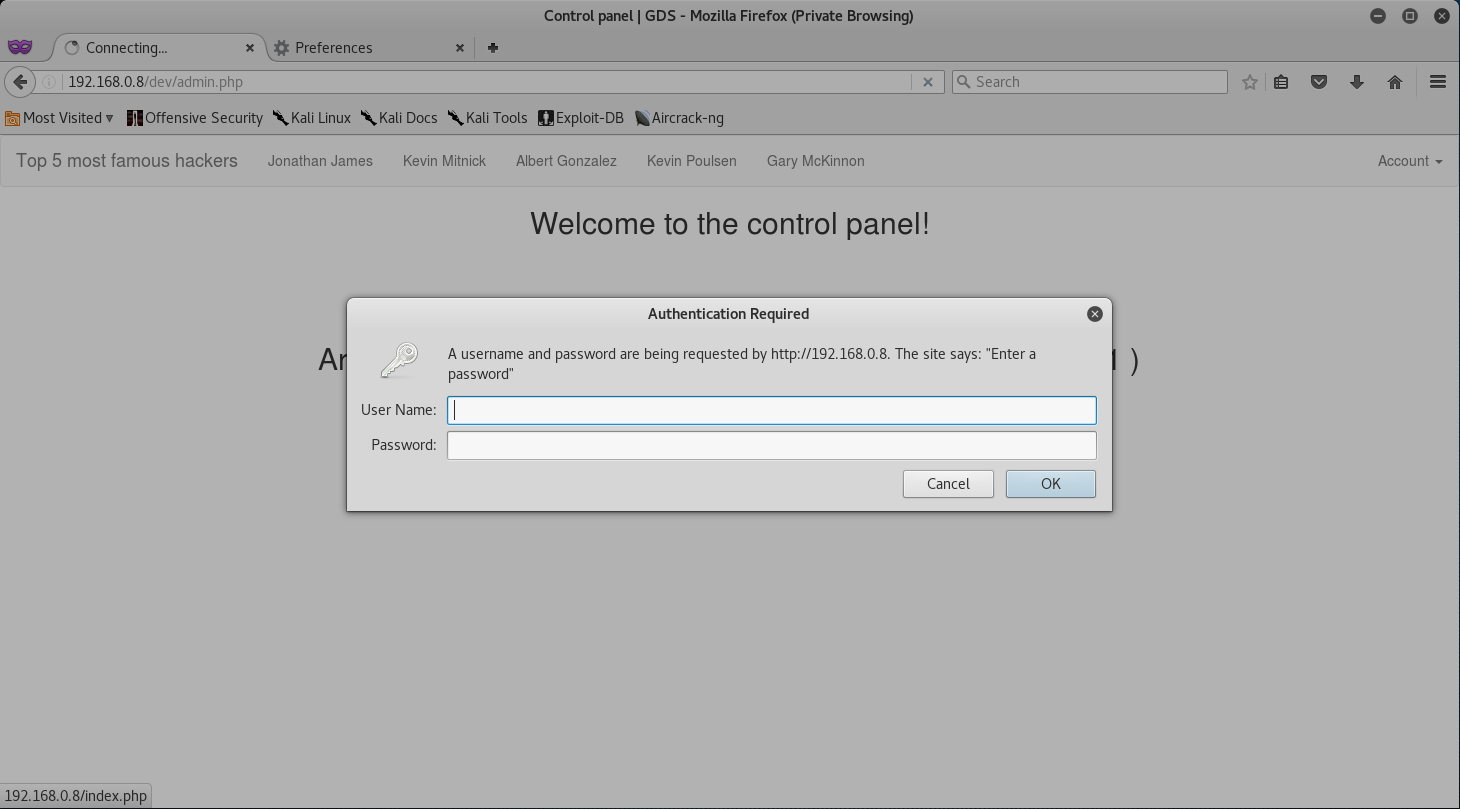 Control panel | GDS - Mozilla Firefox (Private Browsing)
Connecting...
Preferences
192.168.0.8/dev/admin.php
Search
Most Visited
Offensive Security
Kali Linux
Kali Docs
Kali Tools
Exploit-DB
Aircrack-ng
Top 5 most famous hackers
Jonathan James
Kevin Mitnick
Albert Gonzalez
Kevin Poulsen
Gary McKinnon
Account
Welcome to the control panel!
Authentication Required
A username and password are being requested by http://192.168.0.8. The site says: "Enter a
password"
User Name:
Password:
Cancel
OK
192.168.0.8/index.php